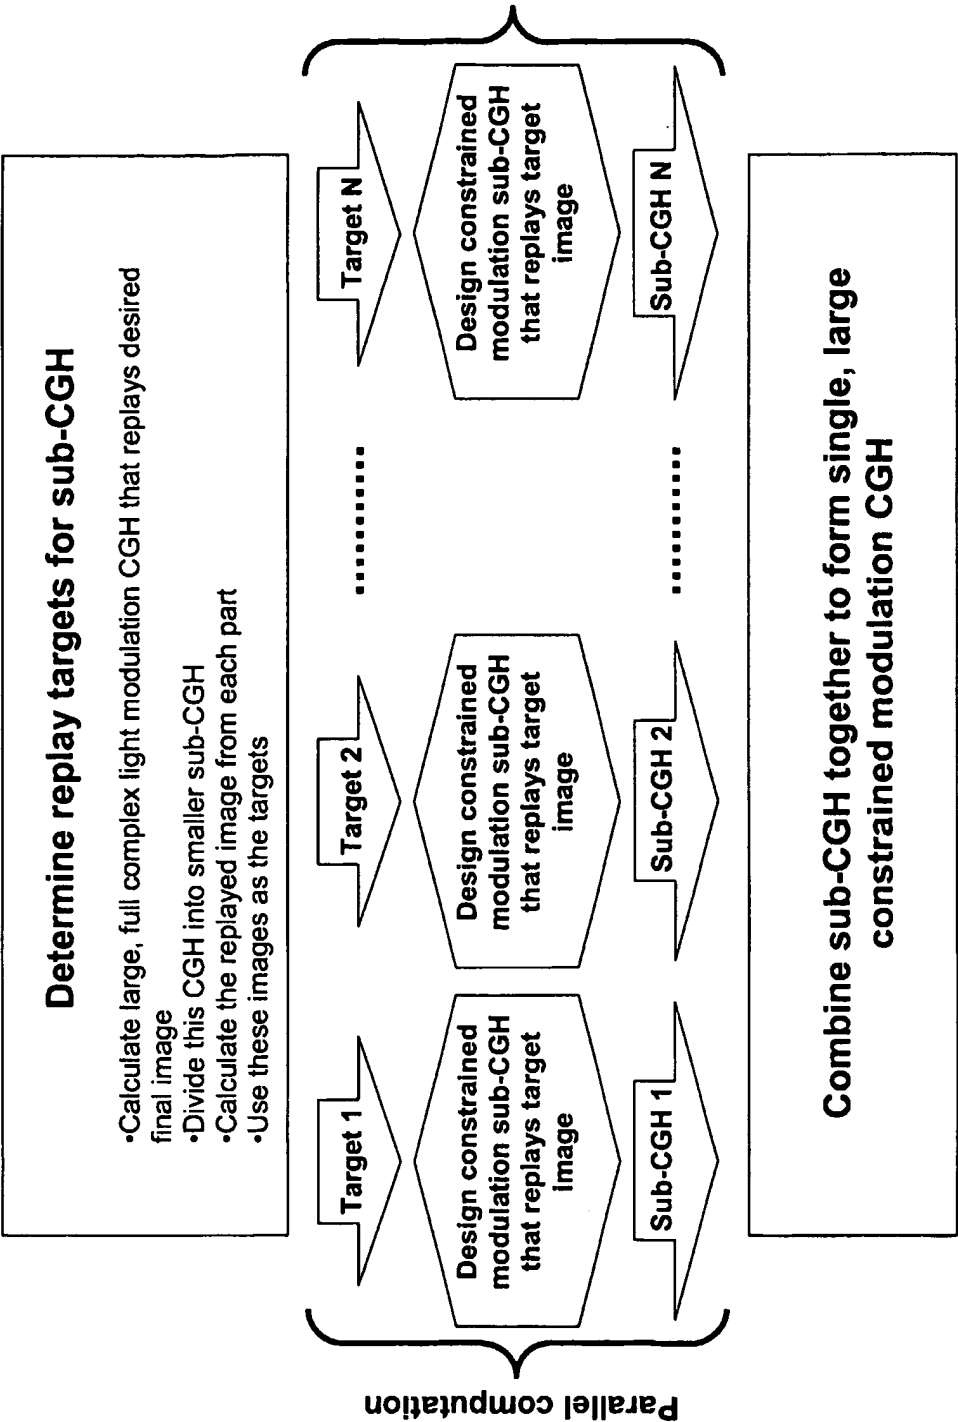 Determine replay targets for sub-CGH
•Calculate large, full complex light modulation CGH that replays desired
final image
•Divide this CGH into smaller sub-CGH
•Calculate the replayed image from each part
•Use these images as the targets
Parallel computation
Target 1
Design constrained
modulation sub-CGH
that replays target
image
Sub-CGH 1
Target 2
Design constrained
modulation sub-CGH
that replays target
image
Sub-CGH 2
Target N
Design constrained
modulation sub-CGH
that replays target
image
Sub-CGH N
Combine sub-CGH together to form single, large
constrained modulation CGH